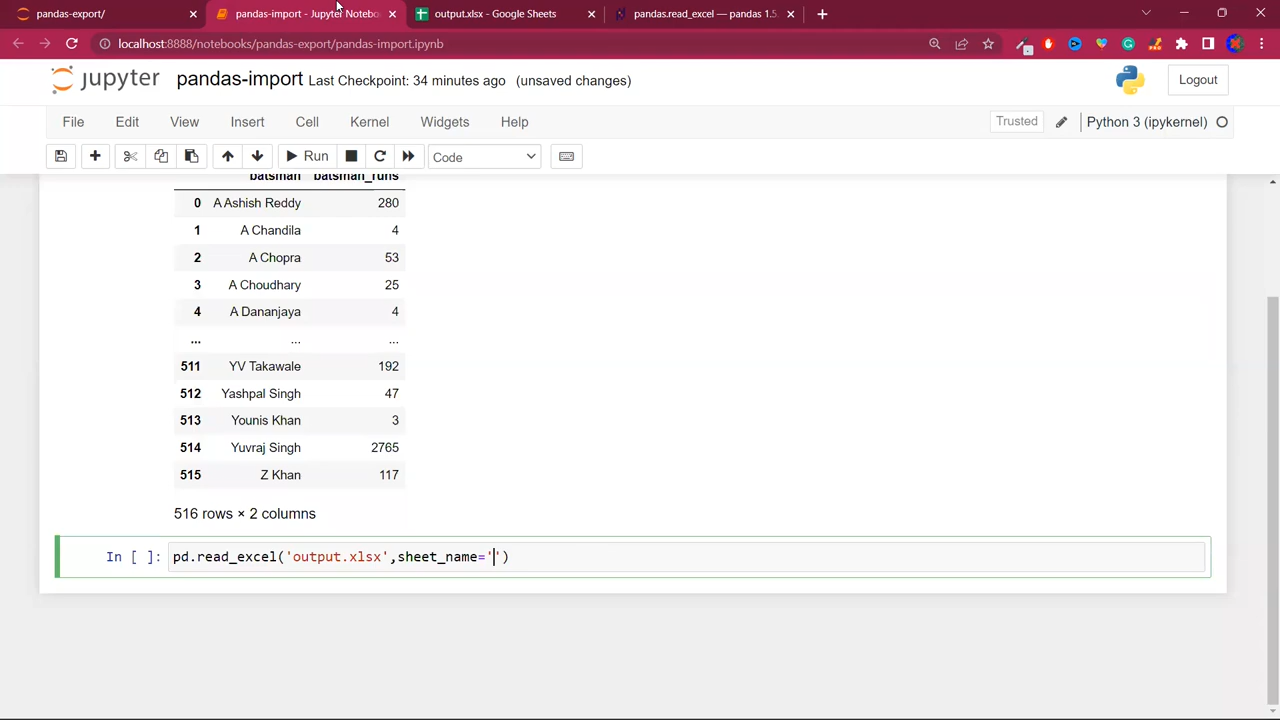 pandas-export/
pandas-import - Jupyter Notebo
output.xlsx - Google Sheets
pandas.read_excel — pandas 1.5.
localhost:8888/notebooks/pandas-export/pandas-import.ipynb
jupyter pandas-import Last Checkpoint: 34 minutes ago (unsaved changes) Logout
File Edit View Insert Cell Kernel Widgets Help Trusted Python 3 (ipykernel)
Run Code
batsman batsman_runs
0 A Ashish Reddy 280
1 A Chandila 4
2 A Chopra 53
3 A Choudhary 25
4 A Dananjaya 4
... ... ...
511 YV Takawale 192
512 Yashpal Singh 47
513 Younis Khan 3
514 Yuvraj Singh 2765
515 Z Khan 117
516 rows × 2 columns
In [ ]: pd.read_excel('output.xlsx',sheet_name='')